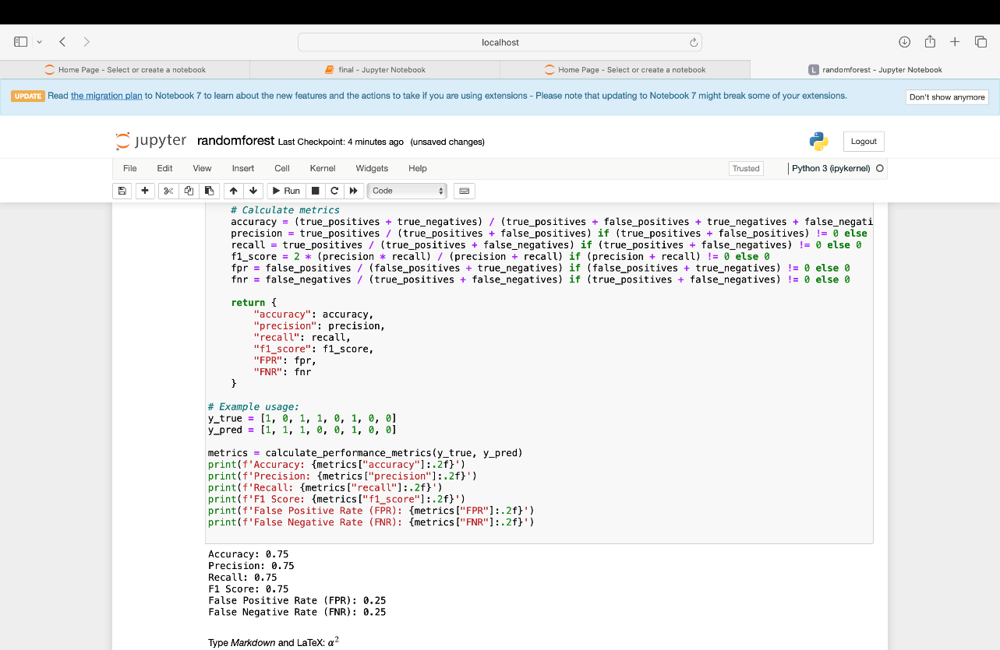 localhost
Home Page - Select or create a notebook
final - Jupyter Notebook
Home Page - Select or create a notebook
L randomforest - Jupyter Notebook
UPDATE Read the migration plan to Notebook 7 to learn about the new features and the actions to take if you are using extensions - Please note that updating to Notebook 7 might break some of your extensions.
Don't show anymore
jupyter randomforest Last Checkpoint: 4 minutes ago (unsaved changes)
Logout
File Edit View Insert Cell Kernel Widgets Help
Trusted
Python 3 (ipykernel)
Run
Code
# Calculate metrics
accuracy = (true_positives + true_negatives) / (true_positives + false_positives + true_negatives + false_negati
precision = true_positives / (true_positives + false_positives) if (true_positives + false_positives) != 0 else
recall = true_positives / (true_positives + false_negatives) if (true_positives + false_negatives) != 0 else 0
f1_score = 2 * (precision * recall) / (precision + recall) if (precision + recall) != 0 else 0
fpr = false_positives / (false_positives + true_negatives) if (false_positives + true_negatives) != 0 else 0
fnr = false_negatives / (true_positives + false_negatives) if (true_positives + false_negatives) != 0 else 0
return {
"accuracy": accuracy,
"precision": precision,
"recall": recall,
"f1_score": f1_score,
"FPR": fpr,
"FNR": fnr
}
# Example usage:
y_true = [1, 0, 1, 1, 0, 1, 0, 0]
y_pred = [1, 1, 1, 0, 0, 1, 0, 0]
metrics = calculate_performance_metrics(y_true, y_pred)
print(f'Accuracy: {metrics["accuracy"]:.2f}')
print(f'Precision: {metrics["precision"]:.2f}')
print(f'Recall: {metrics["recall"]:.2f}')
print(f'F1 Score: {metrics["f1_score"]:.2f}')
print(f'False Positive Rate (FPR): {metrics["FPR"]:.2f}')
print(f'False Negative Rate (FNR): {metrics["FNR"]:.2f}')
Accuracy: 0.75
Precision: 0.75
Recall: 0.75
F1 Score: 0.75
False Positive Rate (FPR): 0.25
False Negative Rate (FNR): 0.25
Type Markdown and LaTeX: α²